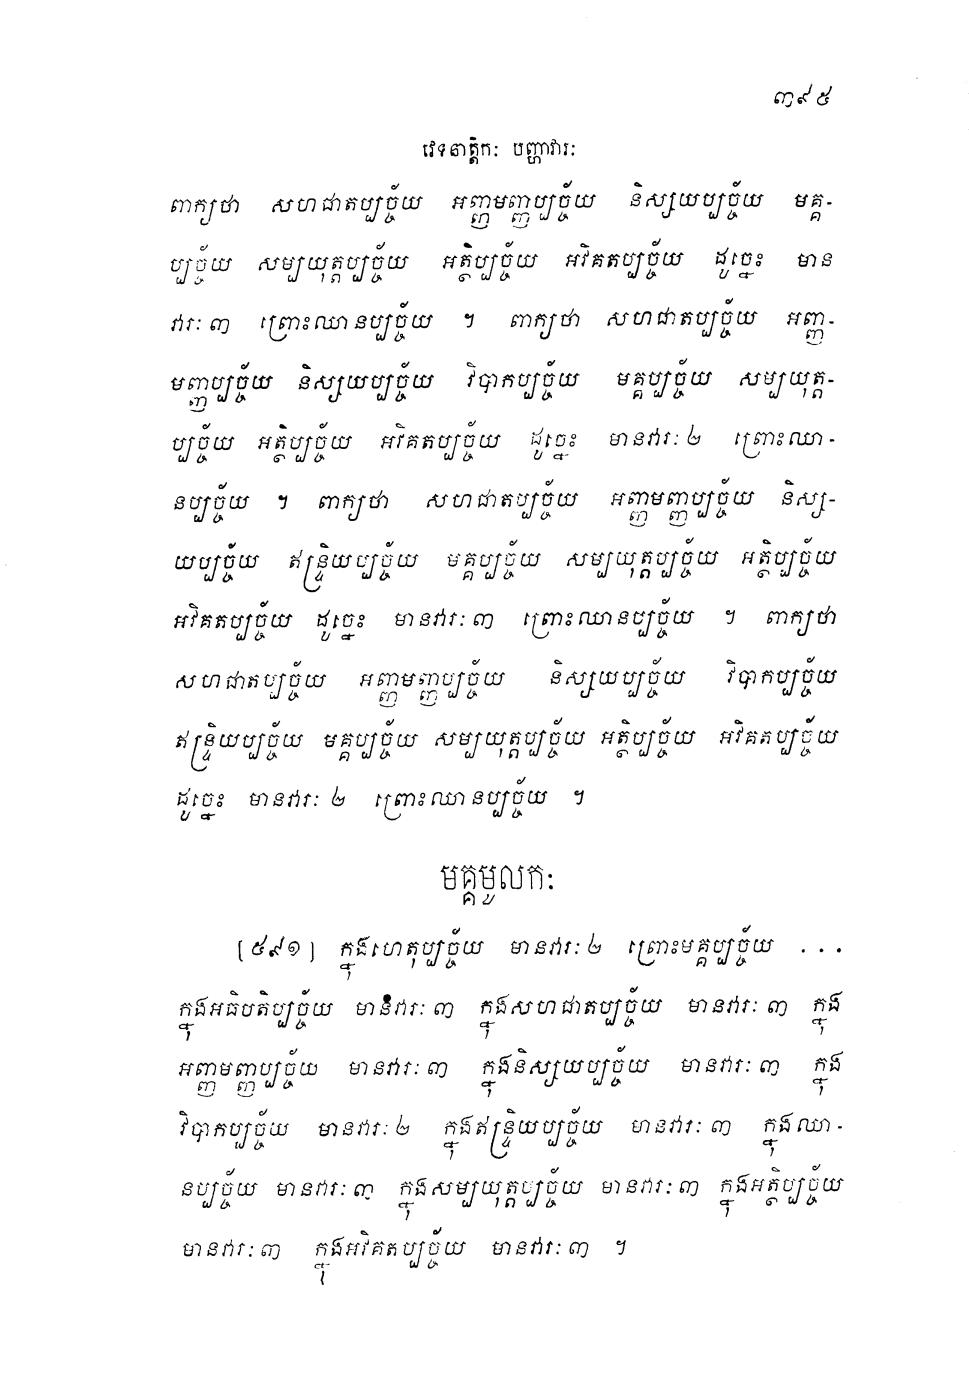 ៣៩៥
វេទនាត្តិកៈ បញ្ហាវារៈ
ពាក្យថា សហជាតប្បច្ច័យ អញ្ញមញ្ញប្បច្ច័យ និស្សយប្បច្ច័យ មគ្គ-
ប្បច្ច័យ សម្បយុត្តប្បច្ច័យ អត្ថិប្បច្ច័យ អវិគតប្បច្ច័យ ដូច្នេះ មាន
វារៈ ៣ ព្រោះឈានប្បច្ច័យ ។ ពាក្យថា សហជាតប្បច្ច័យ អញ្ញ-
មញ្ញប្បច្ច័យ និស្សយប្បច្ច័យ វិបាកប្បច្ច័យ មគ្គប្បច្ច័យ សម្បយុត្ត-
ប្បច្ច័យ អត្ថិប្បច្ច័យ អវិគតប្បច្ច័យ ដូច្នេះ មានវារៈ ២ ព្រោះឈា-
នប្បច្ច័យ ។ ពាក្យថា សហជាតប្បច្ច័យ អញ្ញមញ្ញប្បច្ច័យ និស្ស-
យប្បច្ច័យ ឥន្ទ្រិយប្បច្ច័យ មគ្គប្បច្ច័យ សម្បយុត្តប្បច្ច័យ អត្ថិប្បច្ច័យ
អវិគតប្បច្ច័យ ដូច្នេះ មានវារៈ ៣ ព្រោះឈានប្បច្ច័យ ។ ពាក្យថា
សហជាតប្បច្ច័យ អញ្ញមញ្ញប្បច្ច័យ និស្សយប្បច្ច័យ វិបាកប្បច្ច័យ
ឥន្ទ្រិយប្បច្ច័យ មគ្គប្បច្ច័យ សម្បយុត្តប្បច្ច័យ អត្ថិប្បច្ច័យ អវិគតប្បច្ច័យ
ដូច្នេះ មានវារៈ ២ ព្រោះឈានប្បច្ច័យ ។
មគ្គមូលកៈ
[៥៩១] ក្នុងហេតុប្បច្ច័យ មានវារៈ ២ ព្រោះមគ្គប្បច្ច័យ ...
ក្នុងអធិបតិប្បច្ច័យ មានវារៈ ៣ ក្នុងសហជាតប្បច្ច័យ មានវារៈ ៣ ក្នុង
អញ្ញមញ្ញប្បច្ច័យ មានវារៈ ៣ ក្នុងនិស្សយប្បច្ច័យ មានវារៈ ៣ ក្នុង
វិបាកប្បច្ច័យ មានវារៈ ២ ក្នុងឥន្ទ្រិយប្បច្ច័យ មានវារៈ ៣ ក្នុងឈា-
នប្បច្ច័យ មានវារៈ ៣ ក្នុងសម្បយុត្តប្បច្ច័យ មានវារៈ ៣ ក្នុងអត្ថិប្បច្ច័យ
មានវារៈ ៣ ក្នុងអវិគតប្បច្ច័យ មានវារៈ ៣ ។